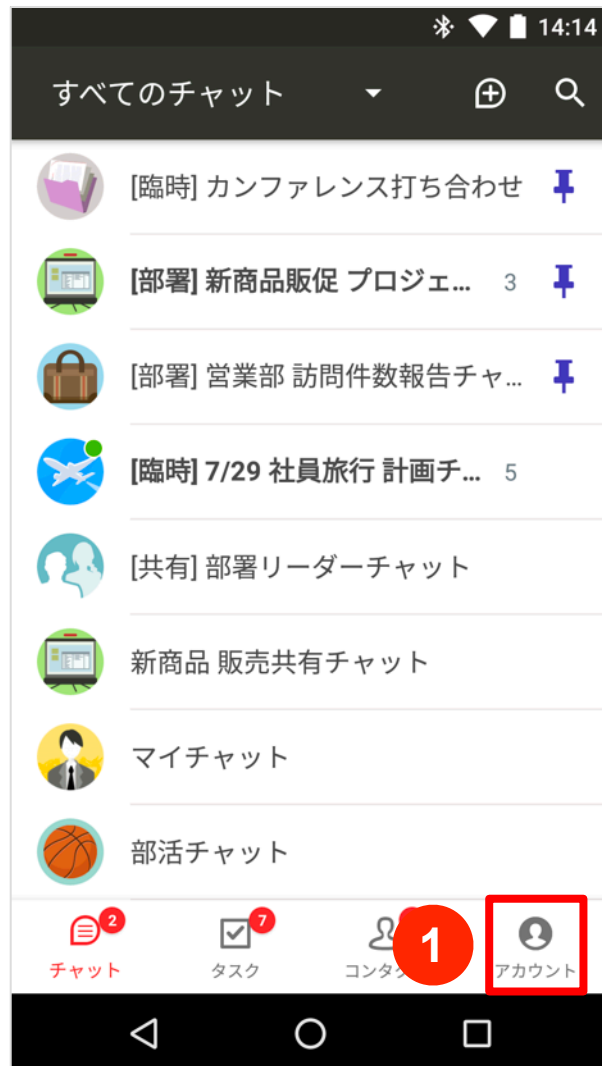 14:14
すべてのチャット
[臨時] カンファレンス打ち合わせ
[部署] 新商品販促 プロジェ... 3
[部署] 営業部 訪問件数報告チャ...
[臨時] 7/29 社員旅行 計画チ... 5
[共有] 部署リーダーチャット
新商品 販売共有チャット
マイチャット
部活チャット
2 7 1
チャット タスク コンタク アカウント